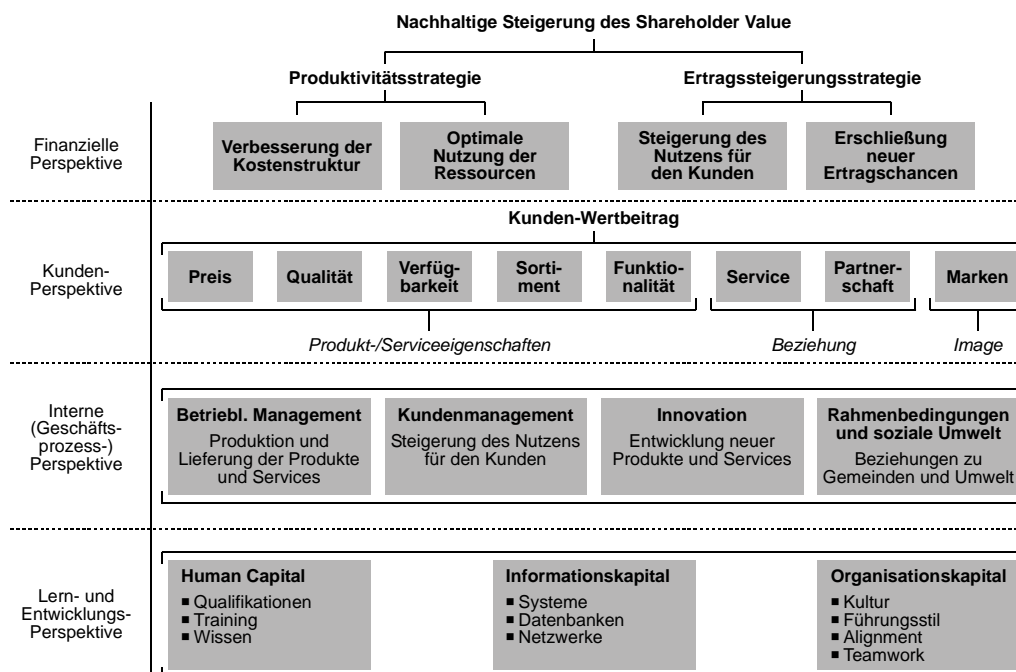 Nachhaltige Steigerung des Shareholder Value
Produktivitätsstrategie
Ertragssteigerungsstrategie
Finanzielle
Perspektive
Verbesserung der
Kostenstruktur
Optimale
Nutzung der
Ressourcen
Steigerung des
Nutzens für
den Kunden
Erschließung
neuer
Ertragschancen
Kunden-Wertbeitrag
Kunden-
Perspektive
Preis
Qualität
Verfüg-
barkeit
Sorti-
ment
Funktio-
nalität
Service
Partner-
schaft
Marken
Produkt-/Serviceeigenschaften
Beziehung
Image
Interne
(Geschäfts-
prozess-)
Perspektive
Betriebl. Management
Produktion und
Lieferung der Produkte
und Services
Kundenmanagement
Steigerung des Nutzens
für den Kunden
Innovation
Entwicklung neuer
Produkte und Services
Rahmenbedingungen
und soziale Umwelt
Beziehungen zu
Gemeinden und Umwelt
Lern- und
Entwicklungs-
Perspektive
Human Capital
▪ Qualifikationen
▪ Training
▪ Wissen
Informationskapital
▪ Systeme
▪ Datenbanken
▪ Netzwerke
Organisationskapital
▪ Kultur
▪ Führungsstil
▪ Alignment
▪ Teamwork